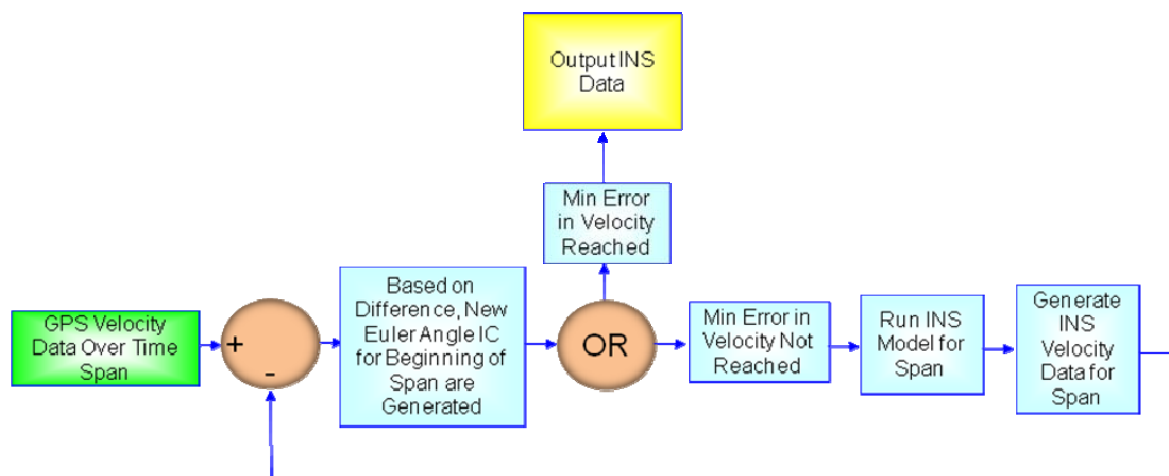 Output INS
Data
Min Error
in Velocity
Reached
GPS Velocity
Data Over Time
Span
+
-
Based on
Difference, New
Euler Angle IC
for Beginning of
Span are
Generated
OR
Min Error in
Velocity Not
Reached
Run INS
Model for
Span
Generate
INS
Velocity
Data for
Span